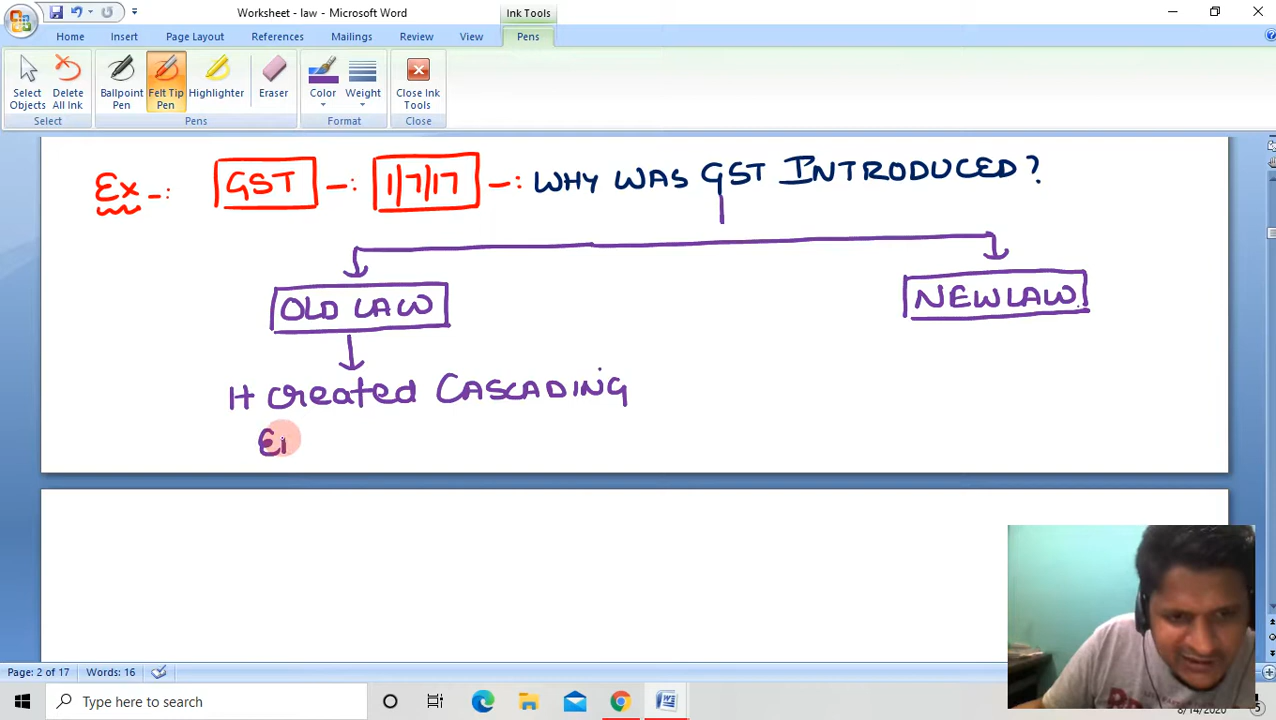 Worksheet - law - Microsoft Word
Ink Tools
Home Insert Page Layout References Mailings Review View Pens
Select Objects
Delete All Ink
Ballpoint Pen
Felt Tip Pen
Highlighter
Eraser
Color
Weight
Close Ink Tools
Select Pens Format Close
Ex -: GST -: 1/7/17 -: WHY WAS GST INTRODUCED?
OLD LAW NEW LAW
It created CASCADING
Page: 2 of 17 Words: 16
Type here to search
8/14/2020